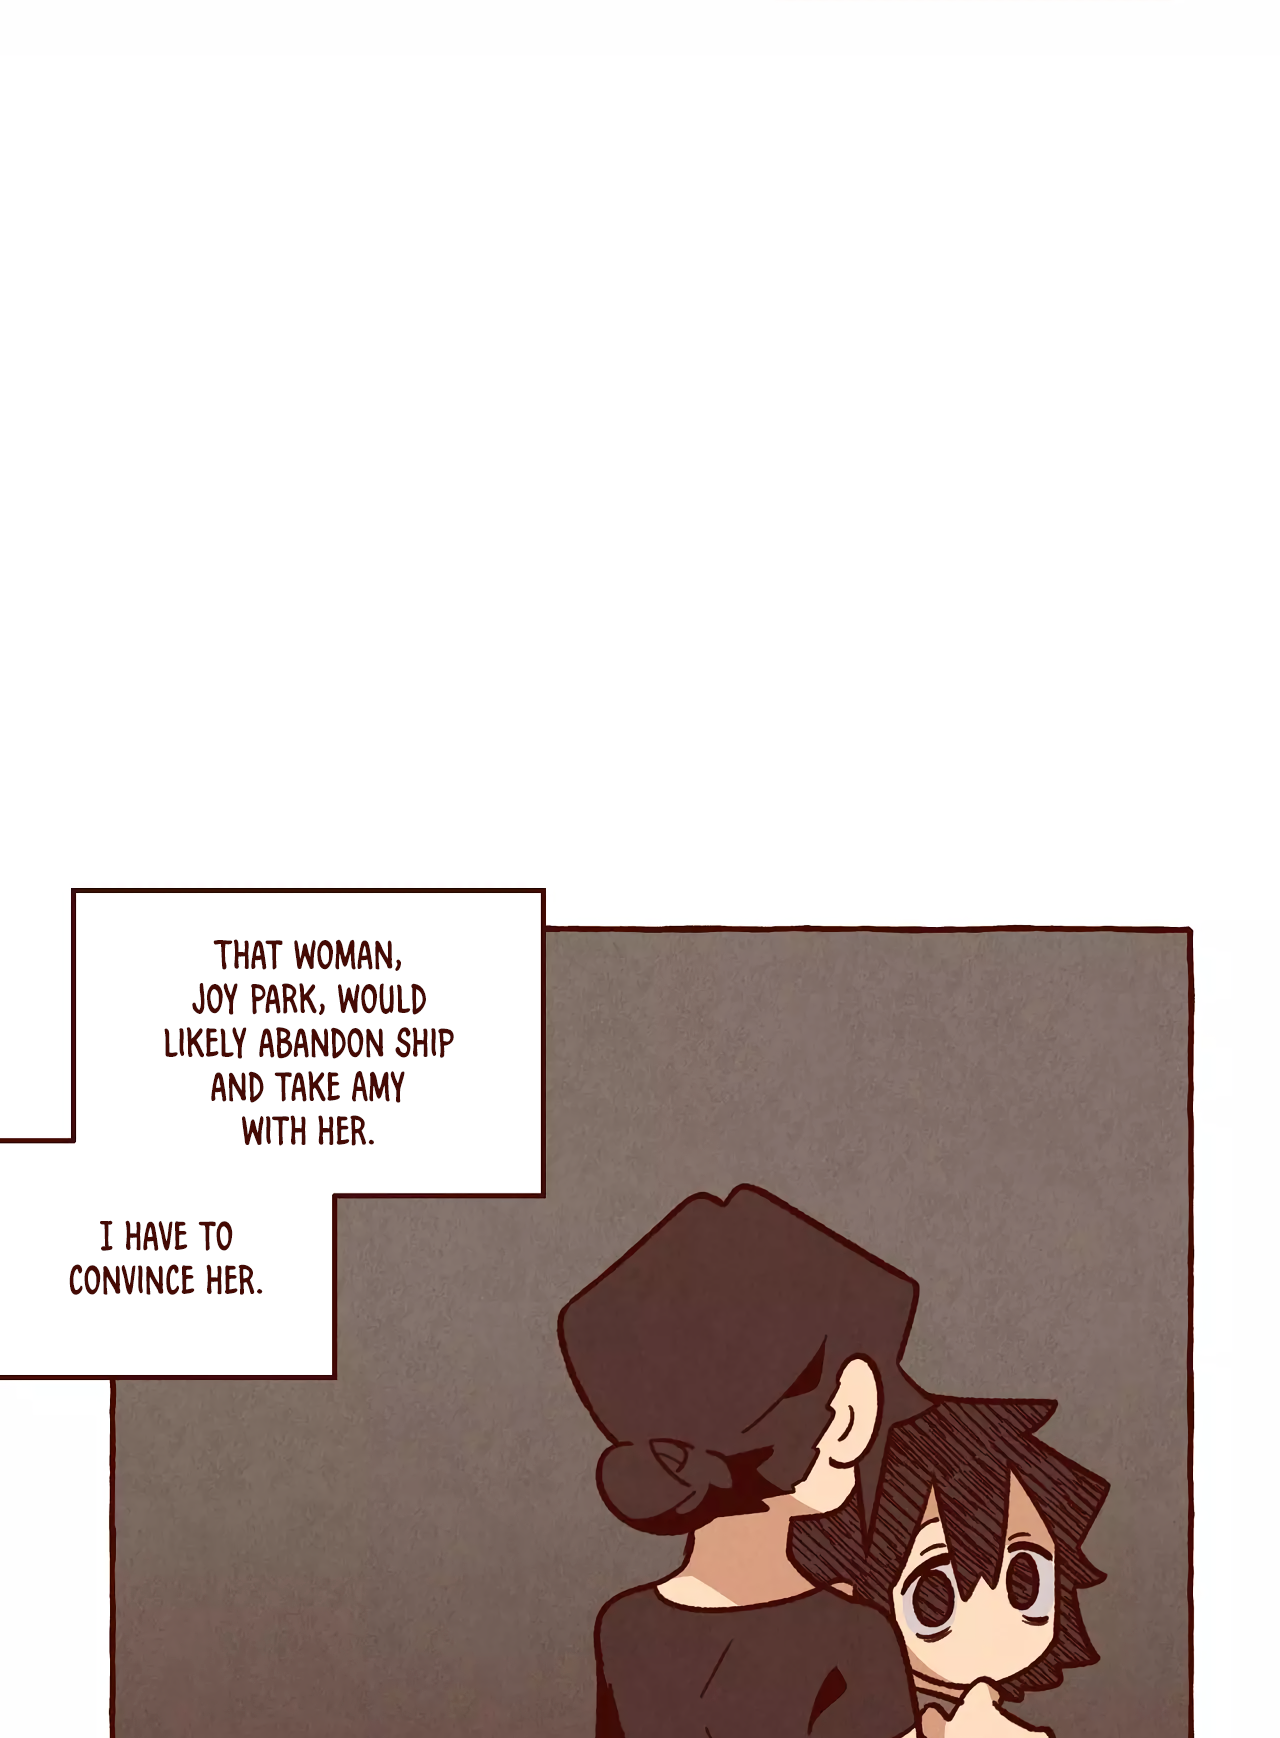 THAT WOMAN,
JOY PARK, WOULD
LIKELY ABANDON SHIP
AND TAKE AMY
WITH HER.
I HAVE TO
CONVINCE HER.